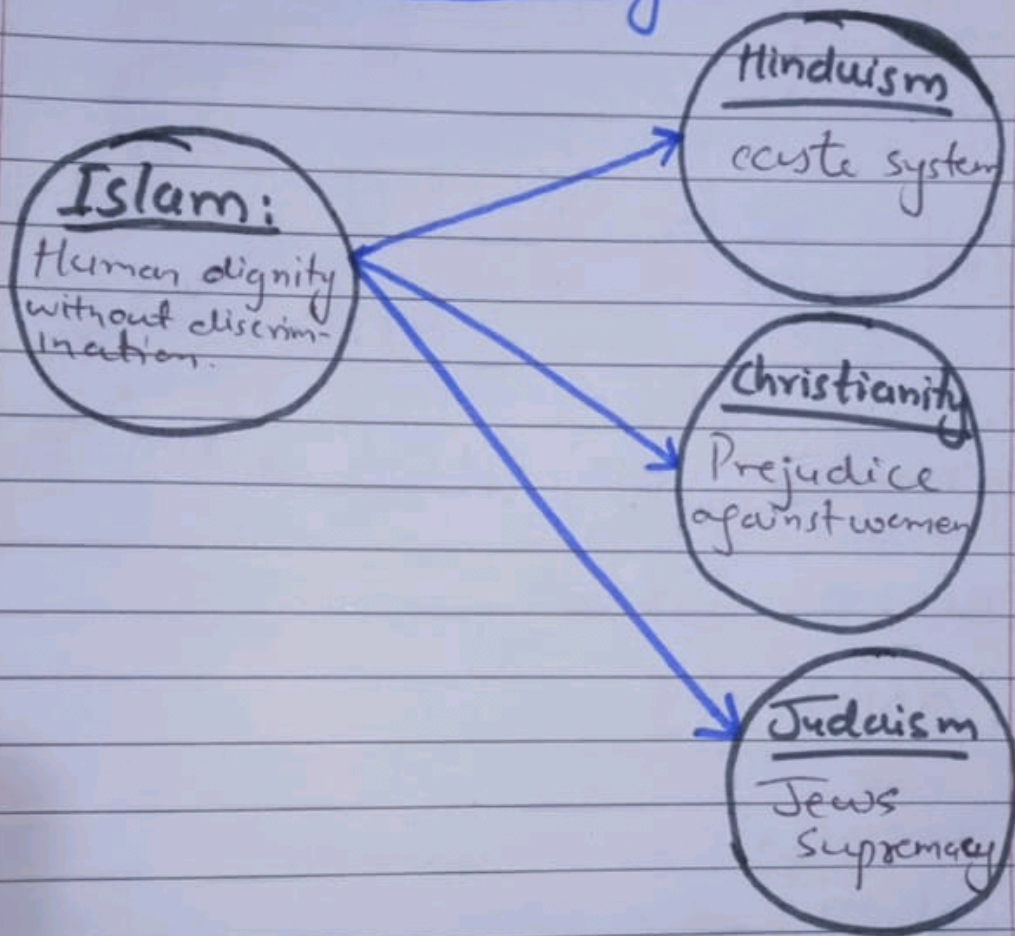 Islam:
Human dignity
without discrim-
ination.
Hinduism
caste system
Christianity
Prejudice
against women
Judaism
Jews
Supremacy